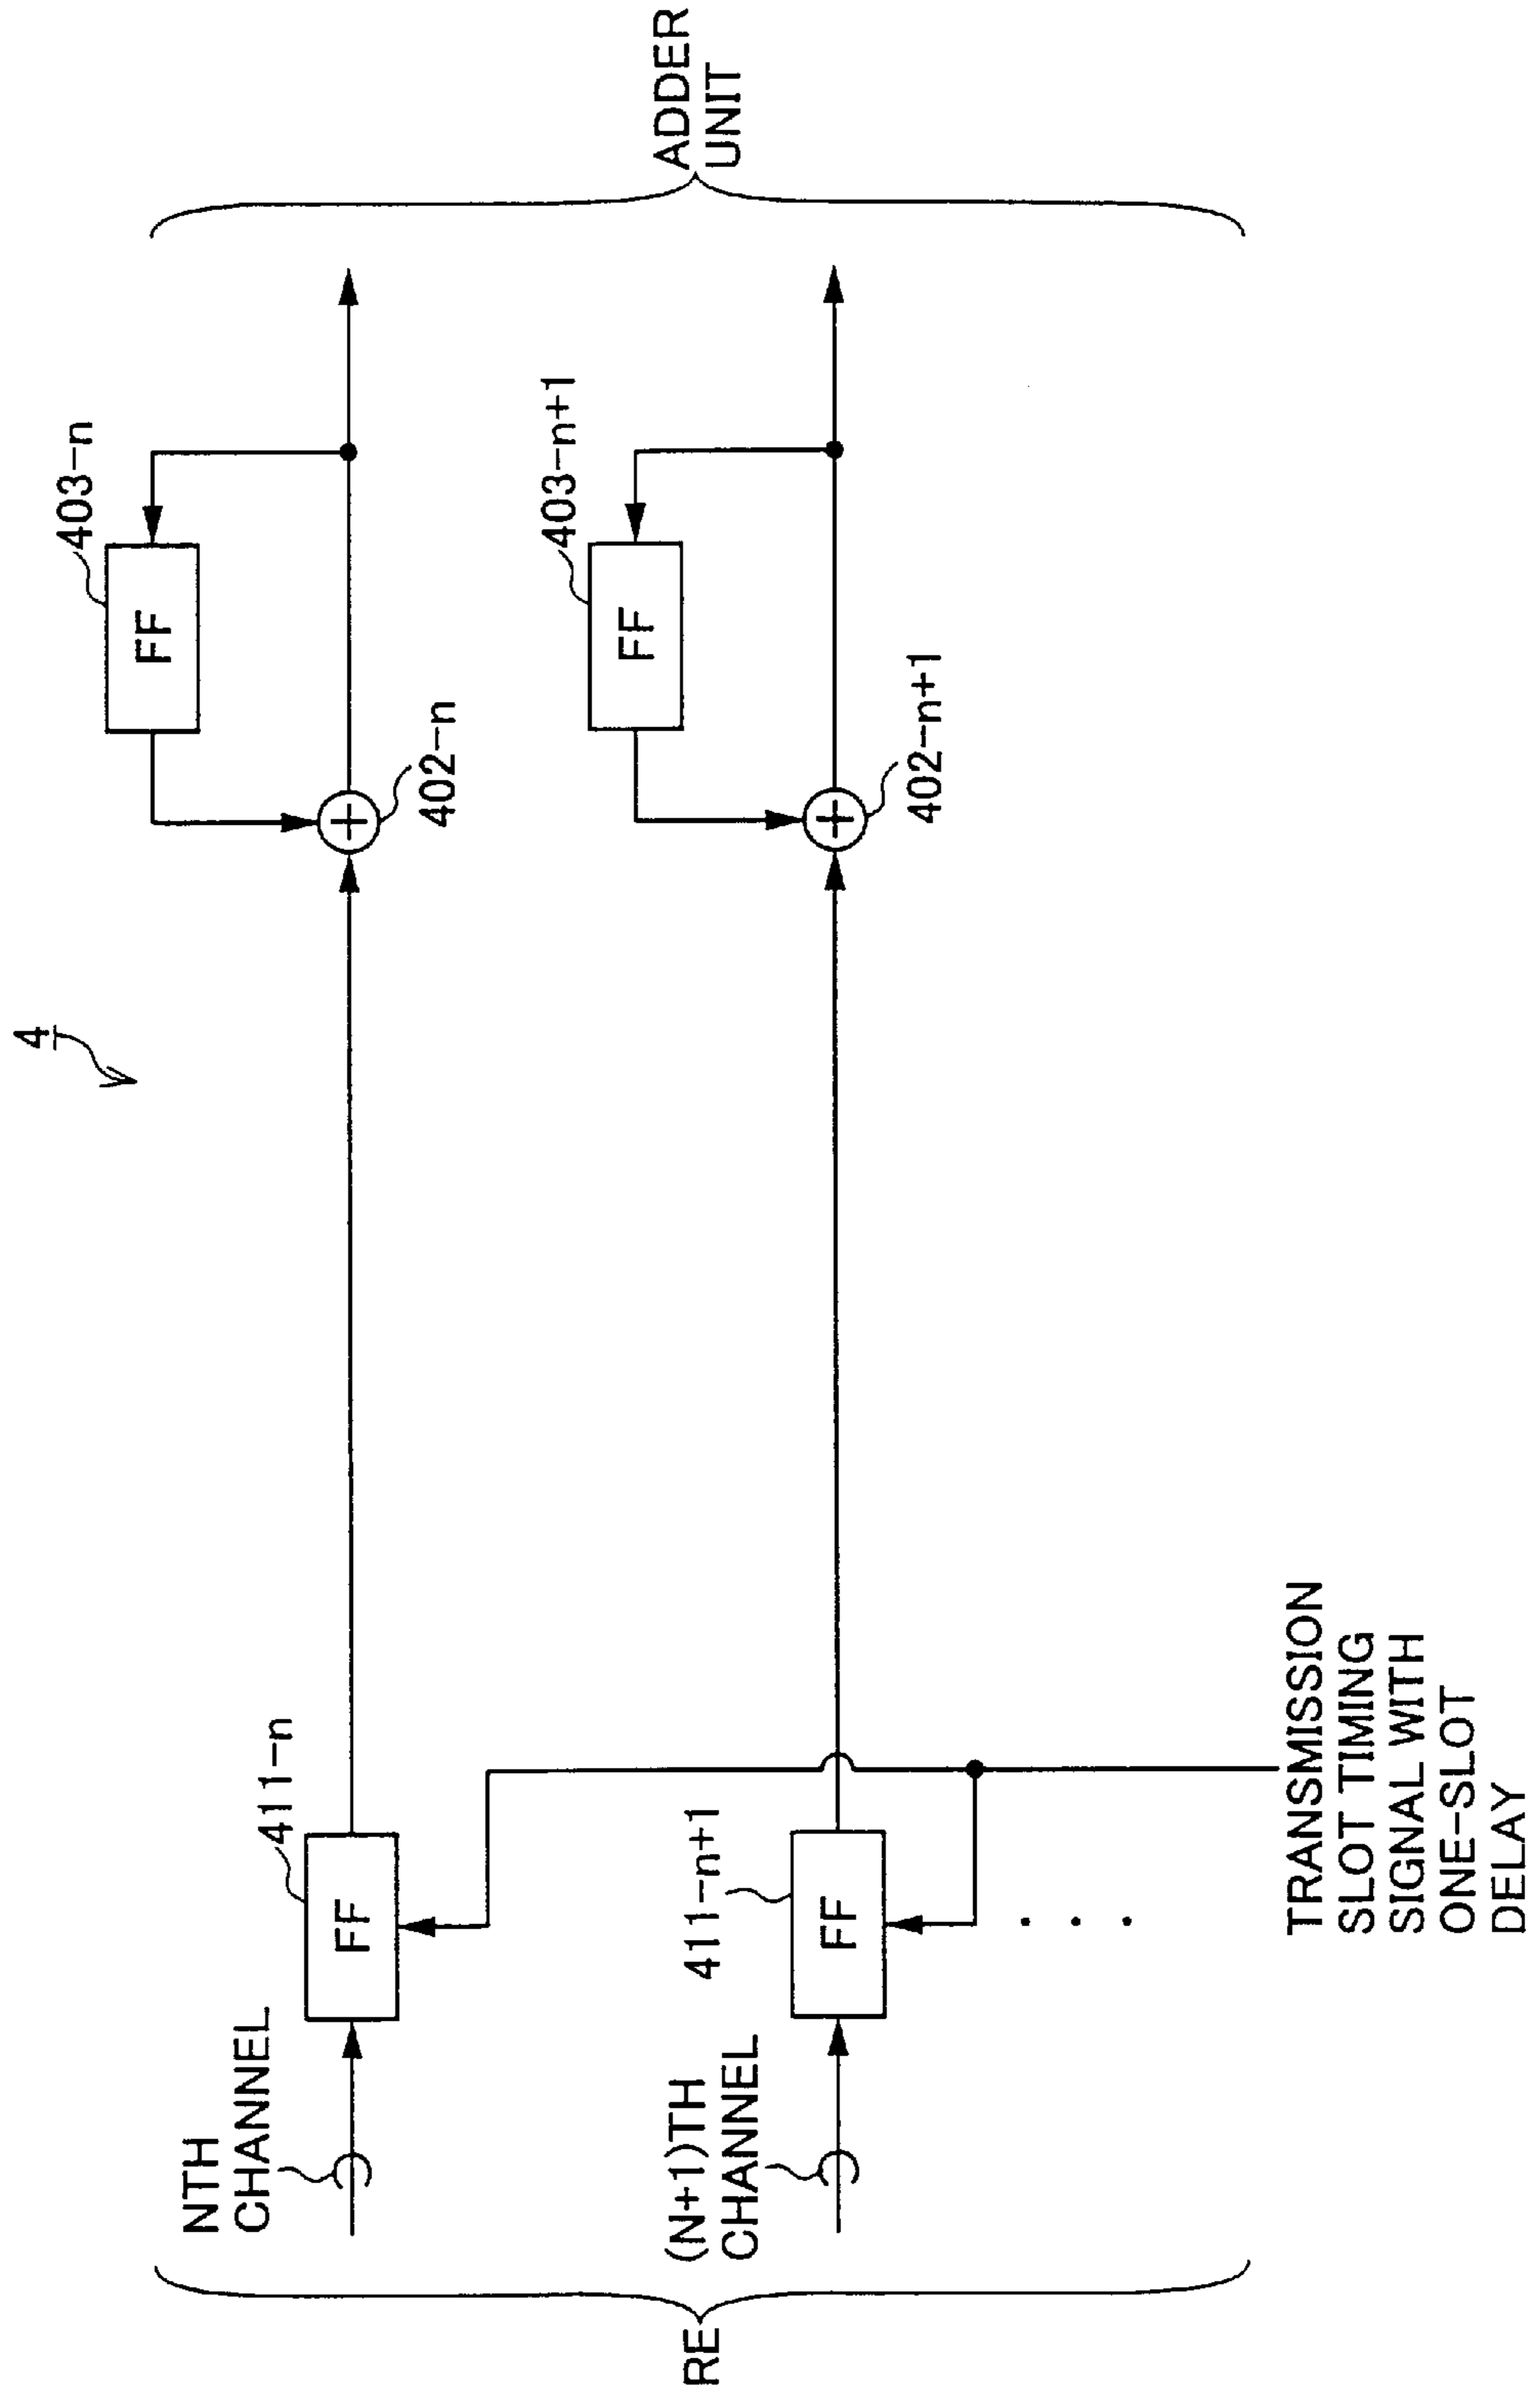 4
NTH
CHANNEL
411-n
FF
403-n
FF
402-n
RE
ADDER
UNIT
(N+1)TH
CHANNEL
411-n+1
FF
403-n+1
FF
402-n+1
. . .
TRANSMISSION
SLOT TIMING
SIGNAL WITH
ONE-SLOT
DELAY